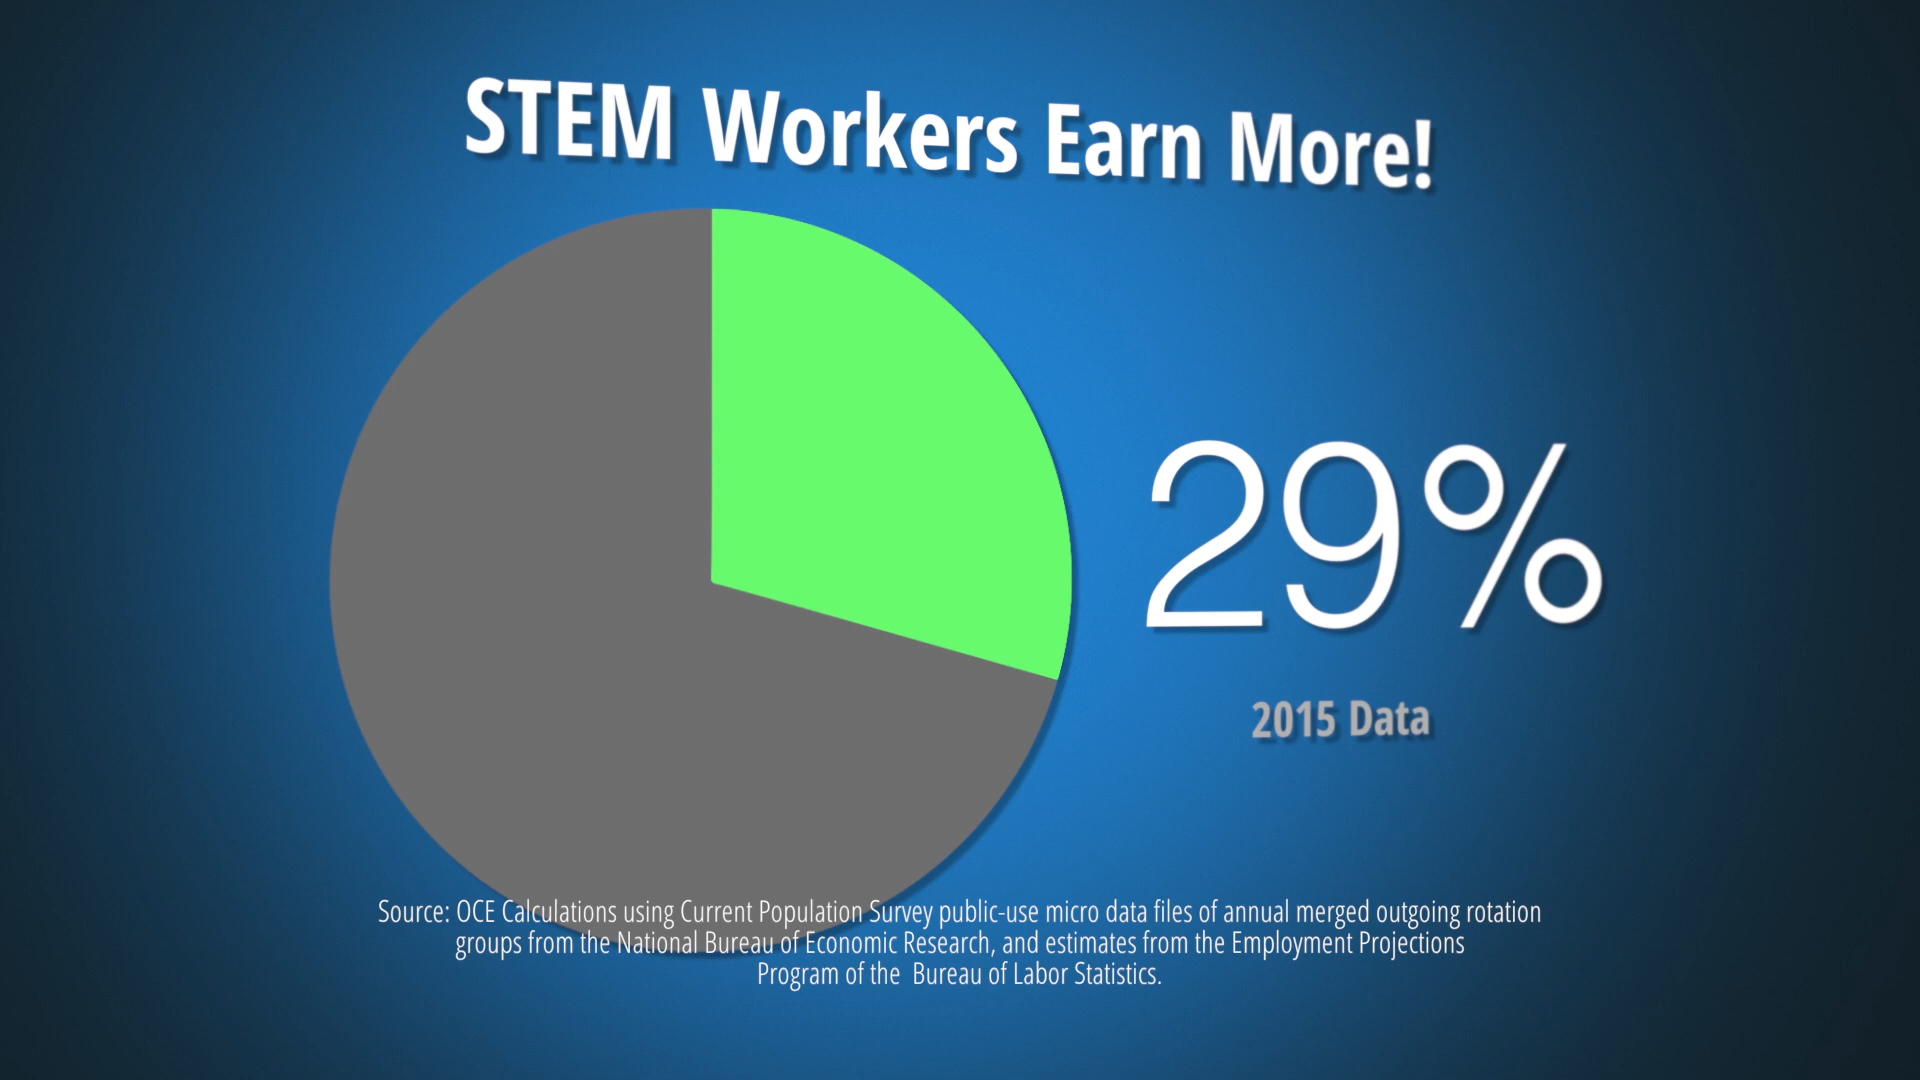 STEM Workers Earn More!
29%
2015 Data
Source: OCE Calculations using Current Population Survey public-use micro data files of annual merged outgoing rotation
groups from the National Bureau of Economic Research, and estimates from the Employment Projections
Program of the  Bureau of Labor Statistics.